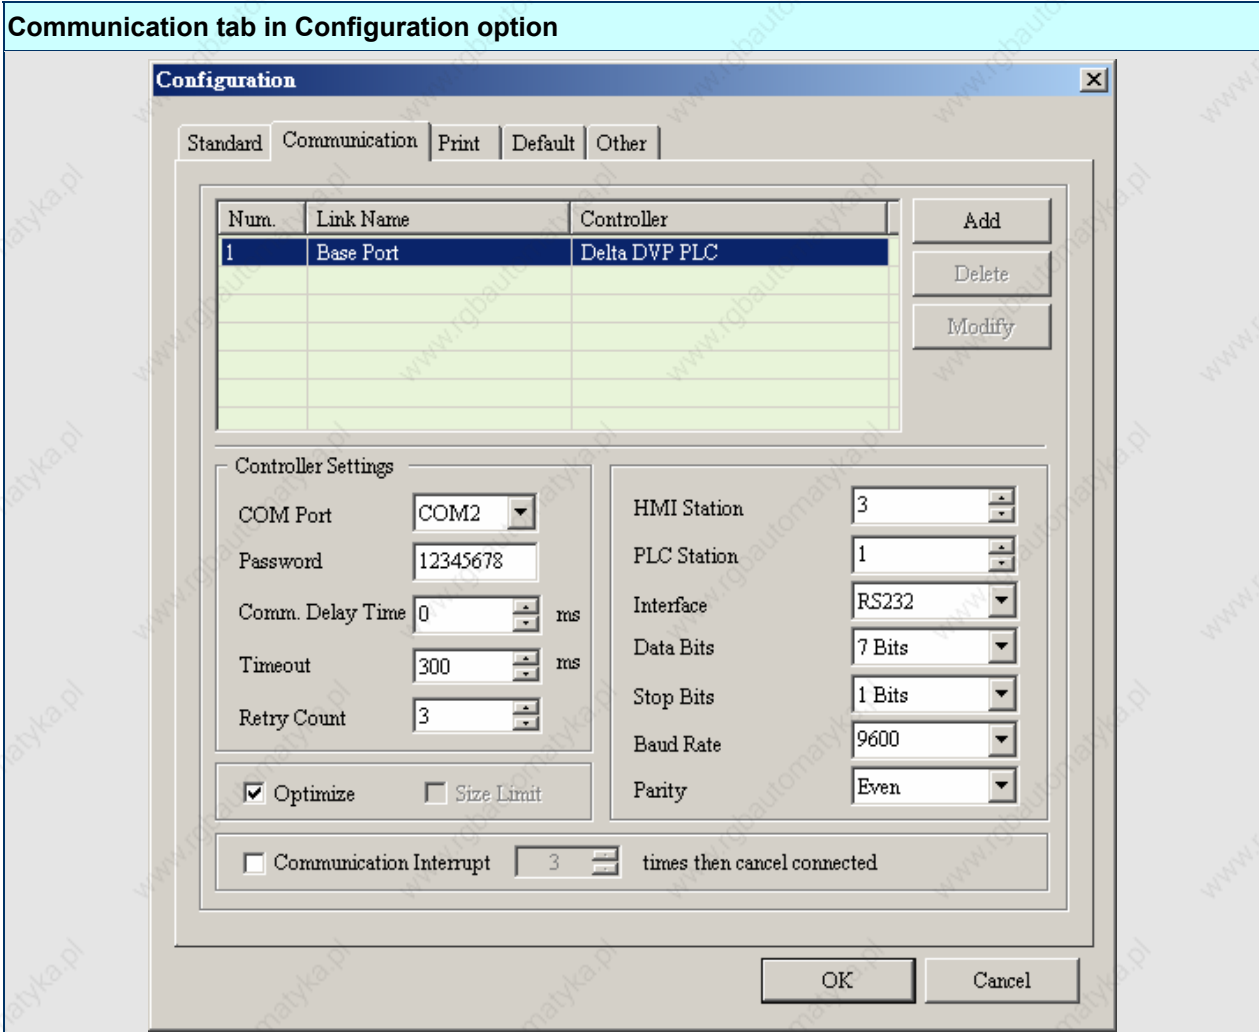 Communication tab in Configuration option
Configuration
Standard Communication Print Default Other
Num. Link Name Controller
1 Base Port Delta DVP PLC
Add
Delete
Modify
Controller Settings
COM Port COM2
Password 12345678
Comm. Delay Time 0 ms
Timeout 300 ms
Retry Count 3
HMI Station 3
PLC Station 1
Interface RS232
Data Bits 7 Bits
Stop Bits 1 Bits
Baud Rate 9600
Parity Even
Optimize Size Limit
Communication Interrupt 3 times then cancel connected
OK Cancel
www.rgbautomatyka.pl